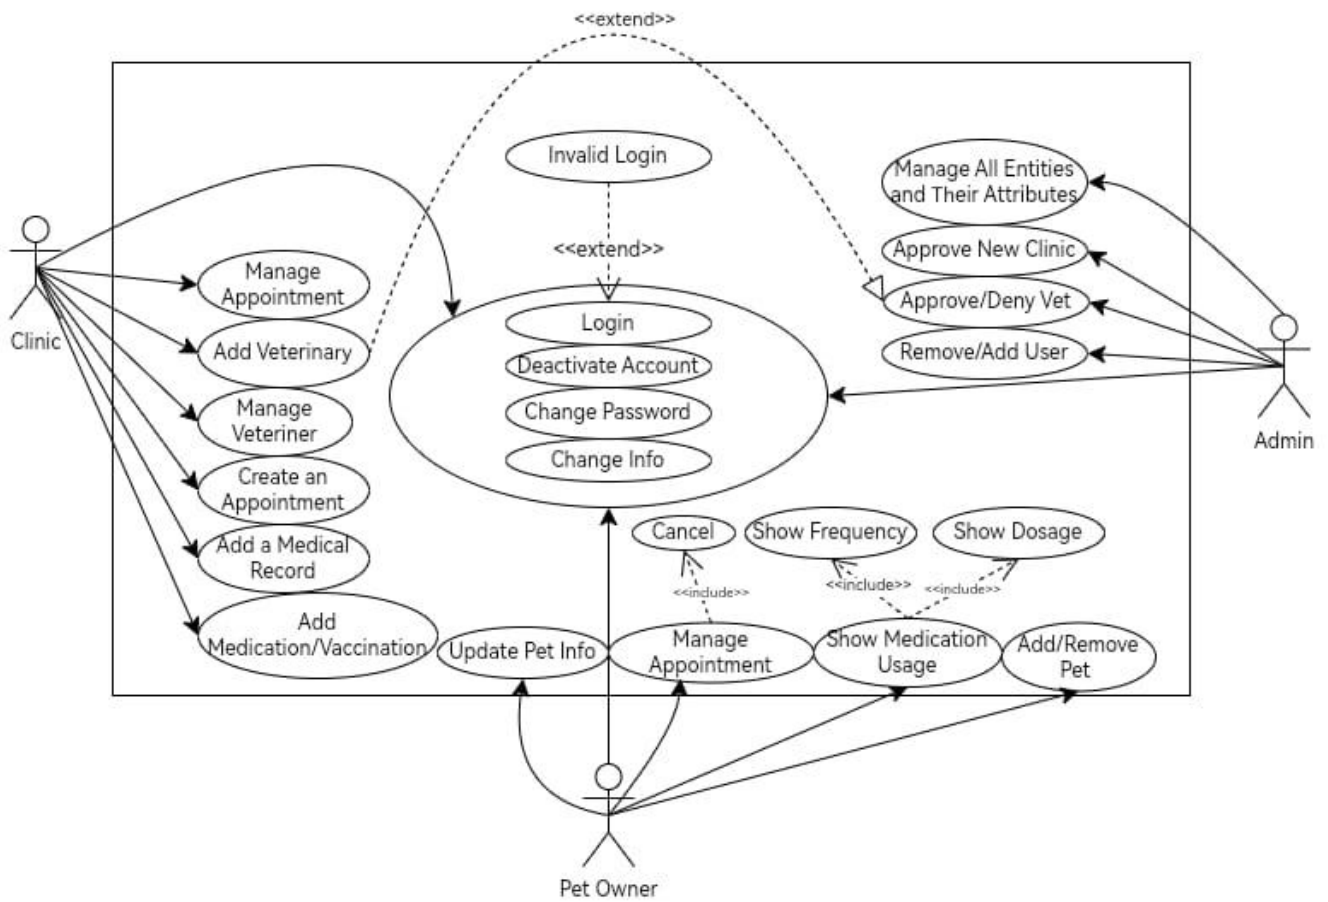 <<extend>>
Invalid Login
<<extend>>
Manage All Entities
and Their Attributes
Approve New Clinic
Approve/Deny Vet
Remove/Add User
Clinic
Manage
Appointment
Add Veterinary
Manage
Veteriner
Create an
Appointment
Add a Medical
Record
Add
Medication/Vaccination
Login
Deactivate Account
Change Password
Change Info
Admin
Cancel
Show Frequency
Show Dosage
<<include>>
<<include>>
<<include>>
Update Pet Info
Manage
Appointment
Show Medication
Usage
Add/Remove
Pet
Pet Owner